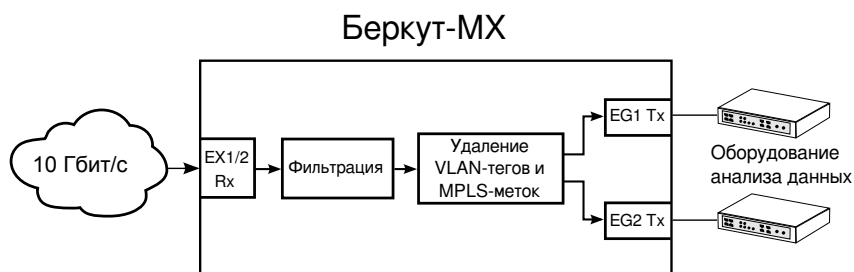 Беркут-МХ
10 Гбит/с
EX1/2
Rx
Фильтрация
Удаление
VLAN-тегов и
MPLS-меток
EG1 Tx
EG2 Tx
Оборудование
анализа данных